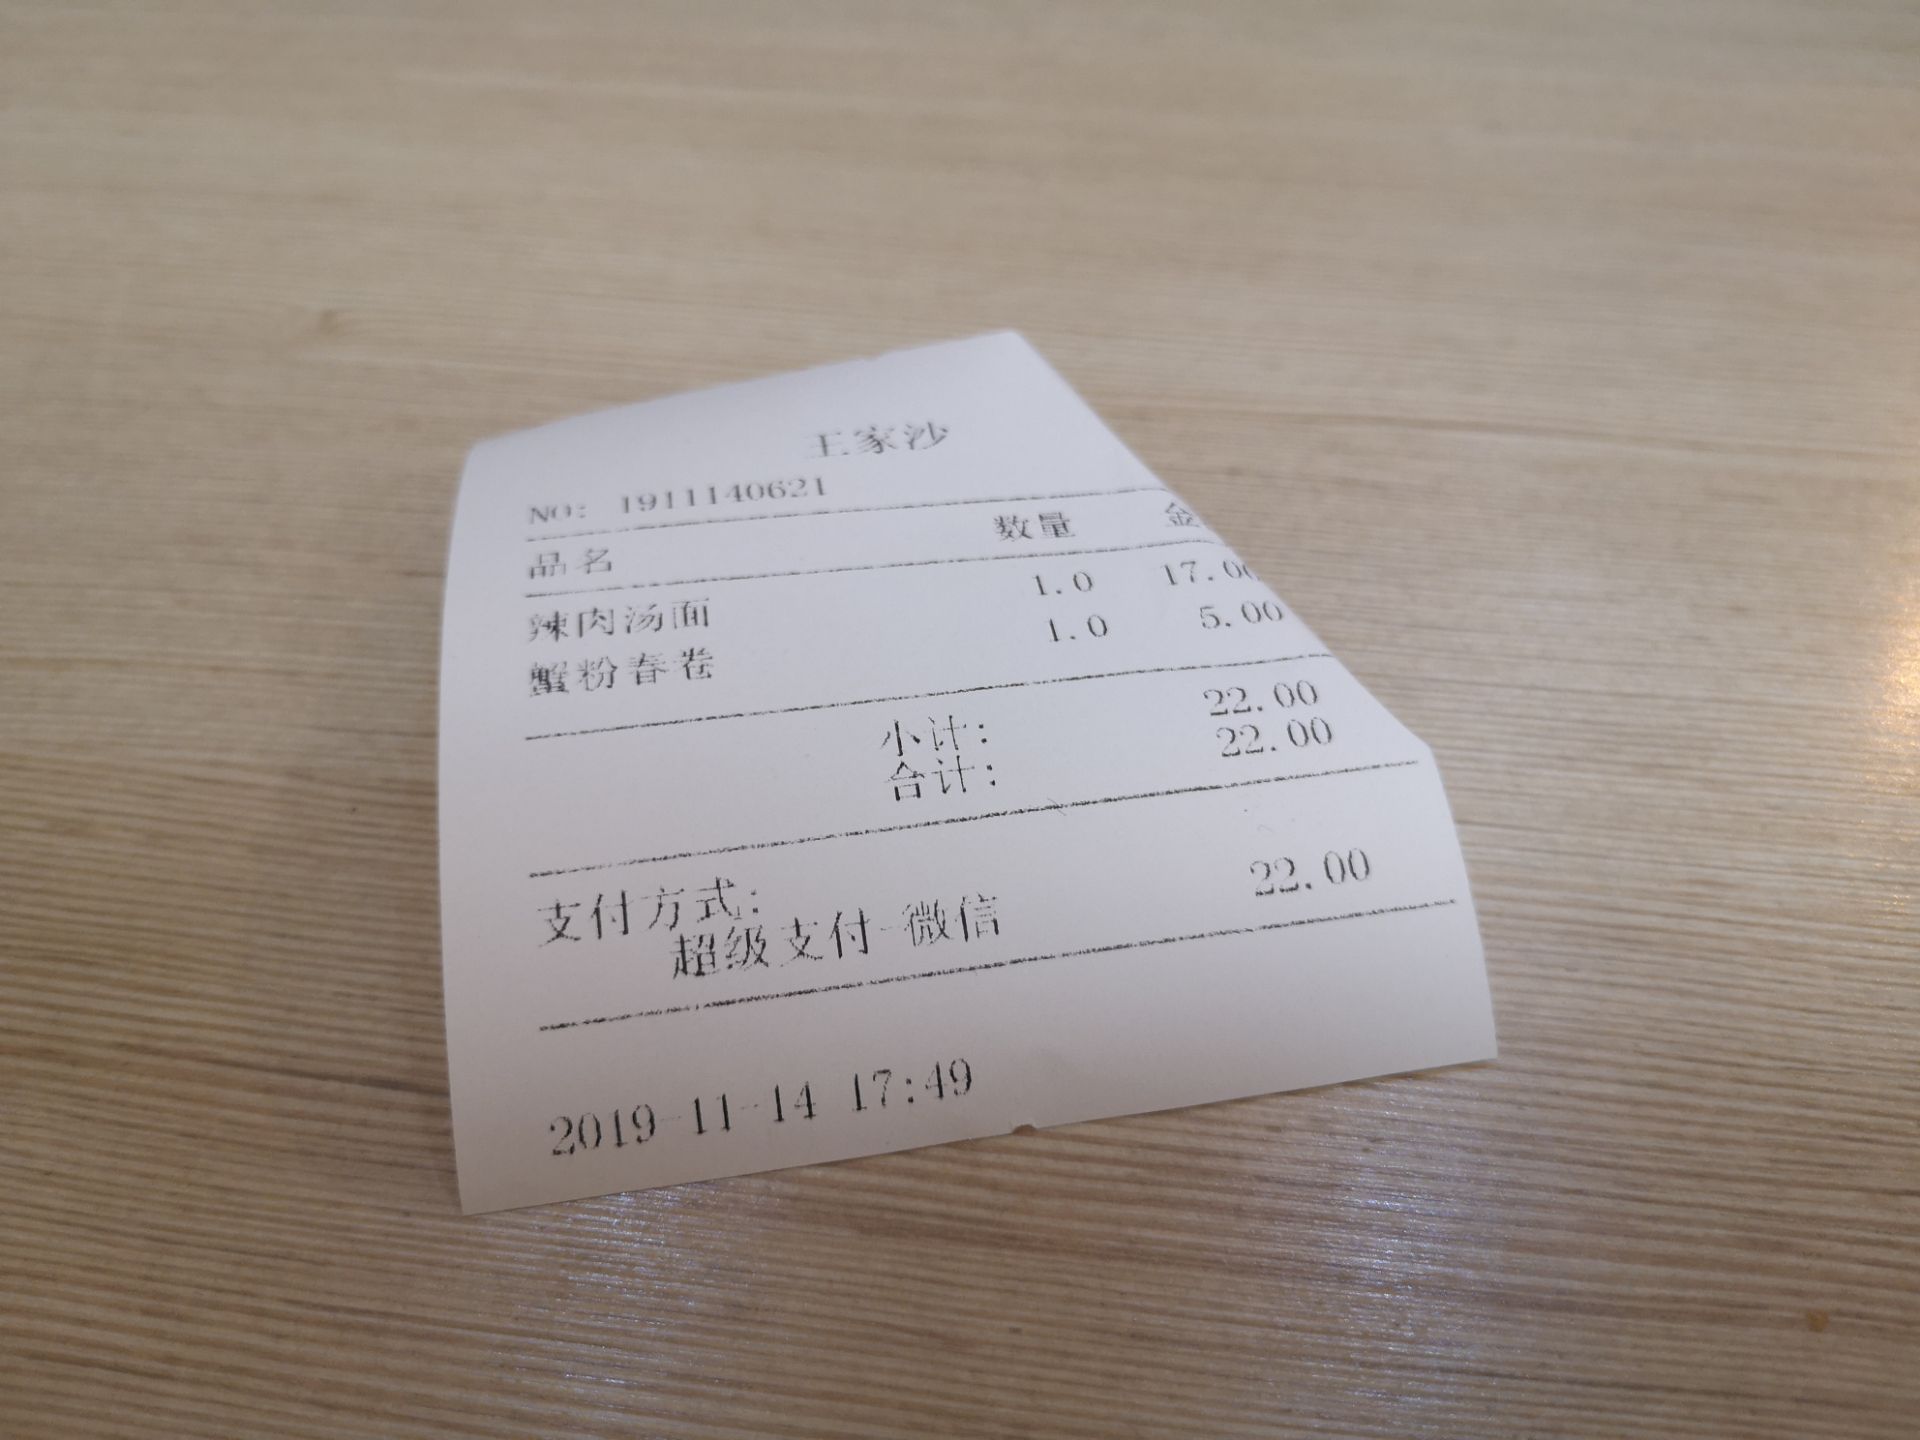 王家沙
NO: 1911140621
品名 数量 金
辣肉汤面 1.0 17.00
蟹粉春卷 1.0 5.00
小计: 22.00
合计: 22.00
支付方式:
超级支付-微信 22.00
2019-11-14 17:49